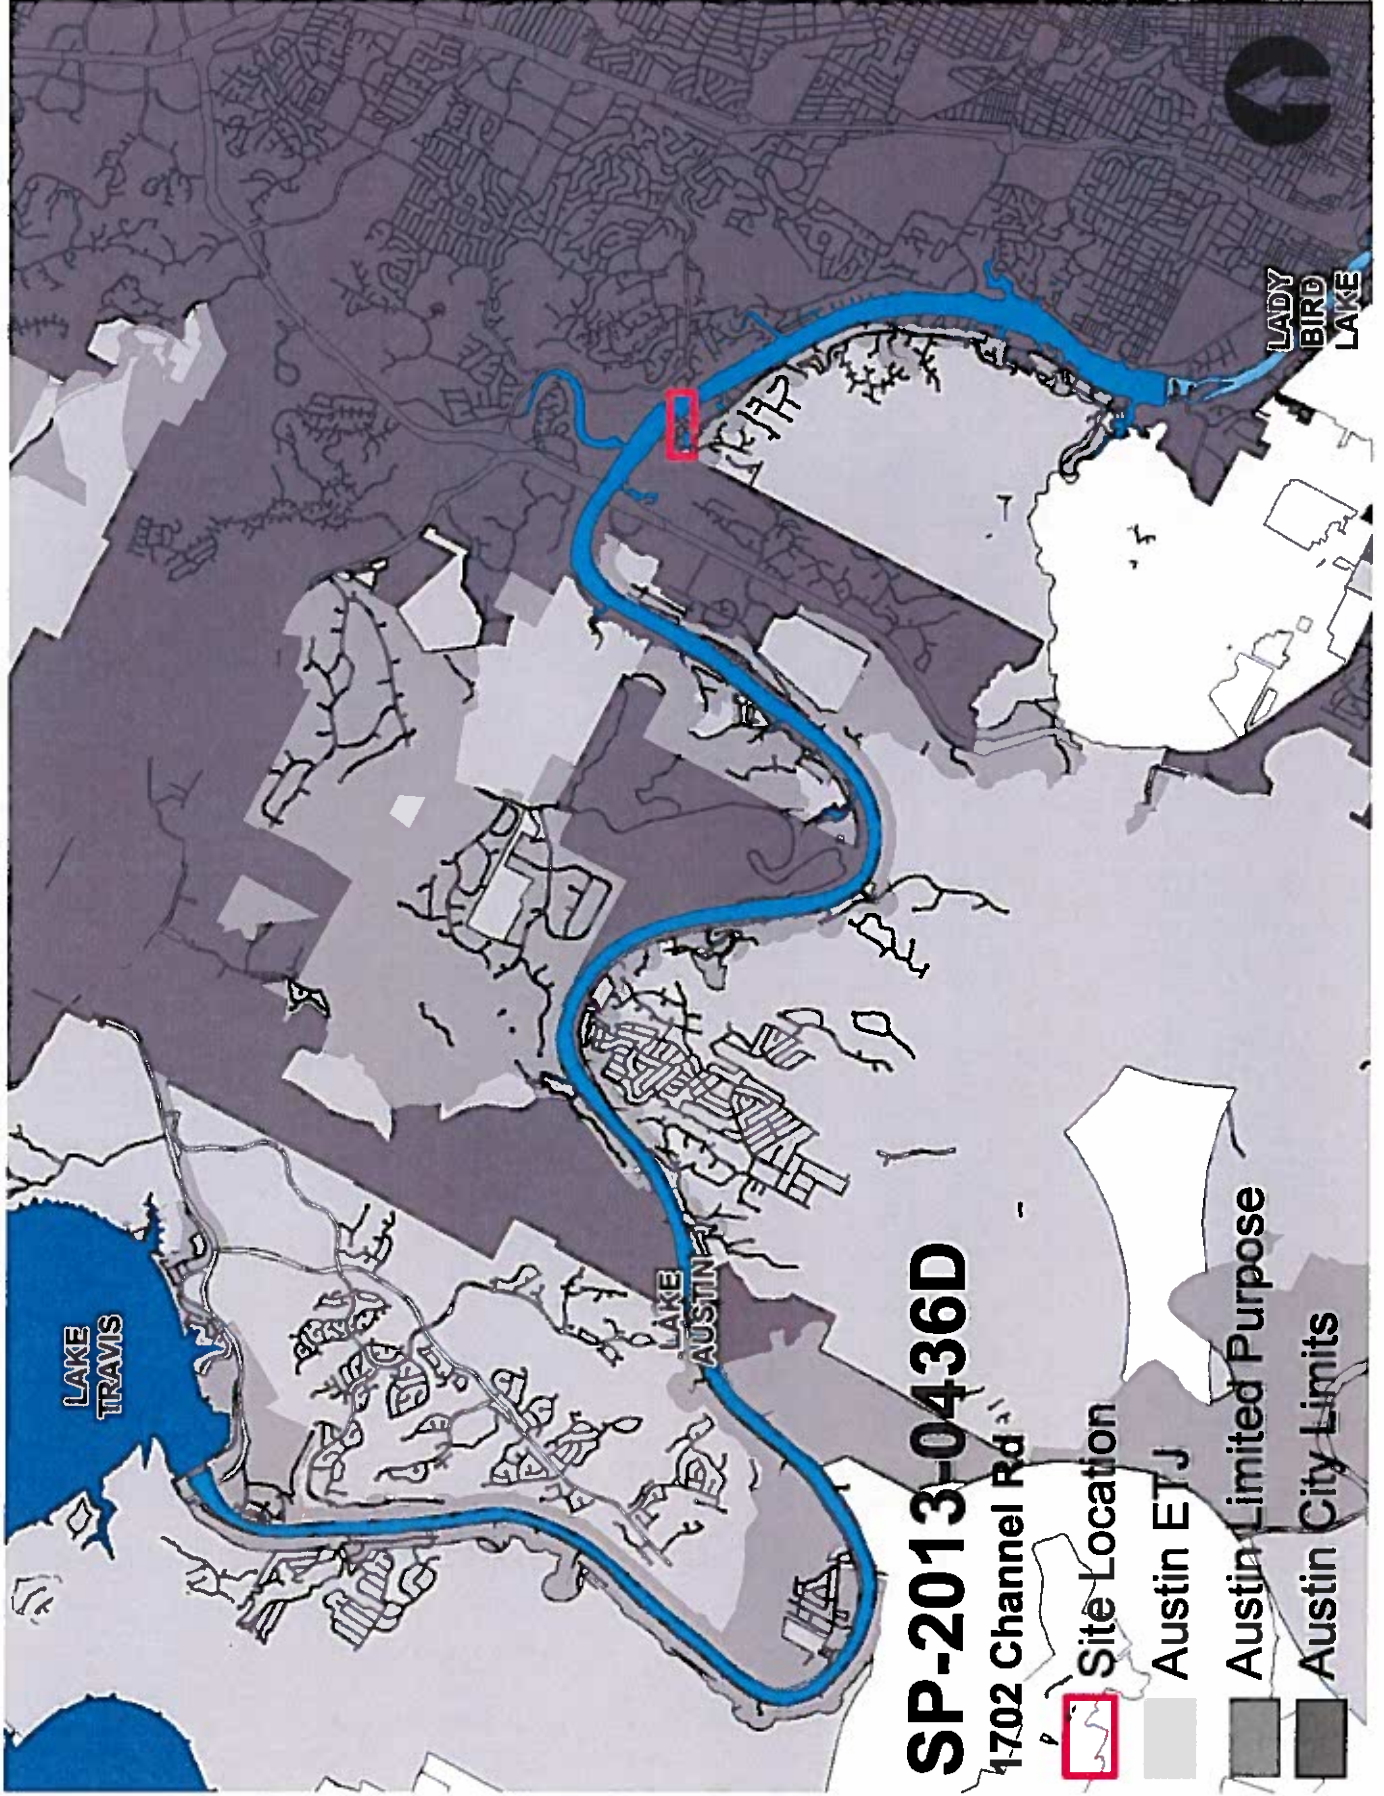 LAKE
TRAVIS
LAKE
AUSTIN
LADY
BIRD
LAKE
SP-2013-0436D
1702 Channel Rd
Site Location
Austin ETJ
Austin Limited Purpose
Austin City Limits